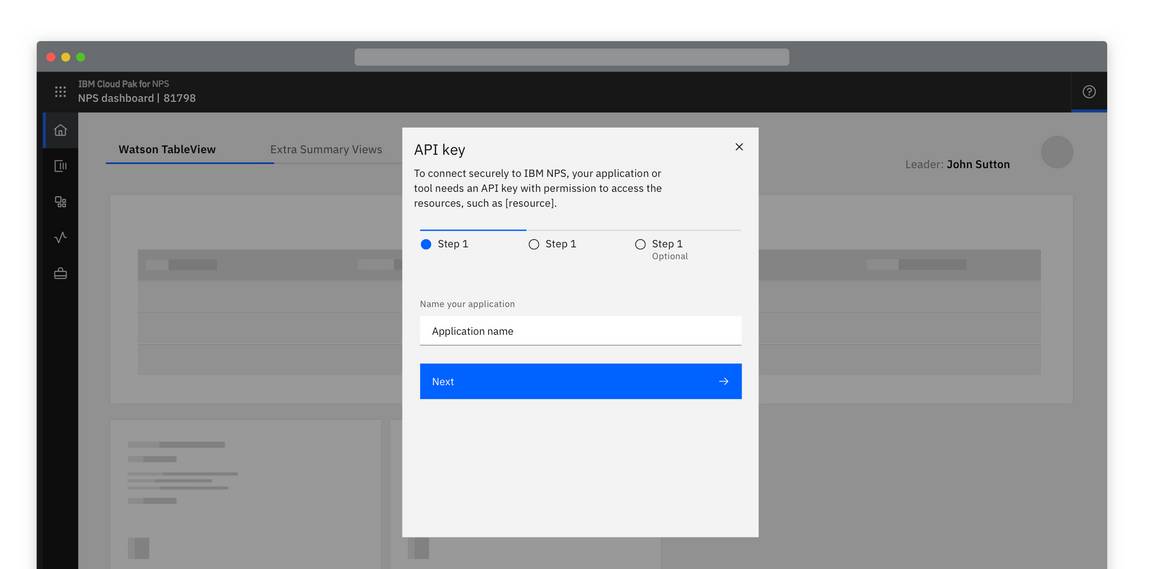 IBM Cloud Pak for NPS
NPS dashboard | 81798
Watson TableView
Extra Summary Views
Leader: John Sutton
API key
To connect securely to IBM NPS, your application or
tool needs an API key with permission to access the
resources, such as [resource].
Step 1
Step 1
Step 1
Optional
Name your application
Application name
Next